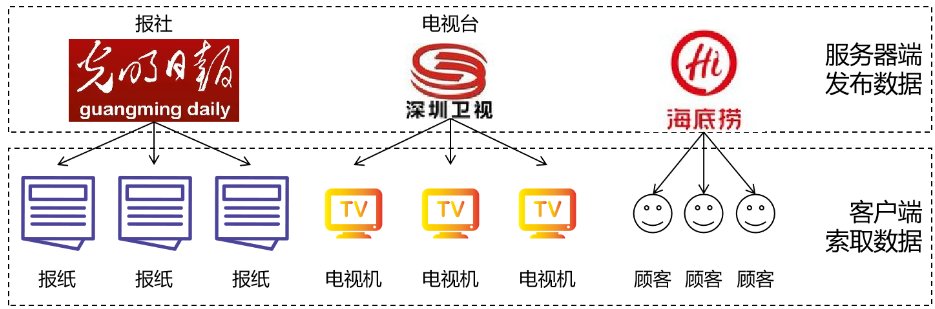 报社
电视台
光明日報
guangming daily
深圳卫视
Hi
海底捞
服务器端
发布数据
TV
TV
TV
报纸
报纸
报纸
电视机
电视机
电视机
顾客
顾客
顾客
客户端
索取数据